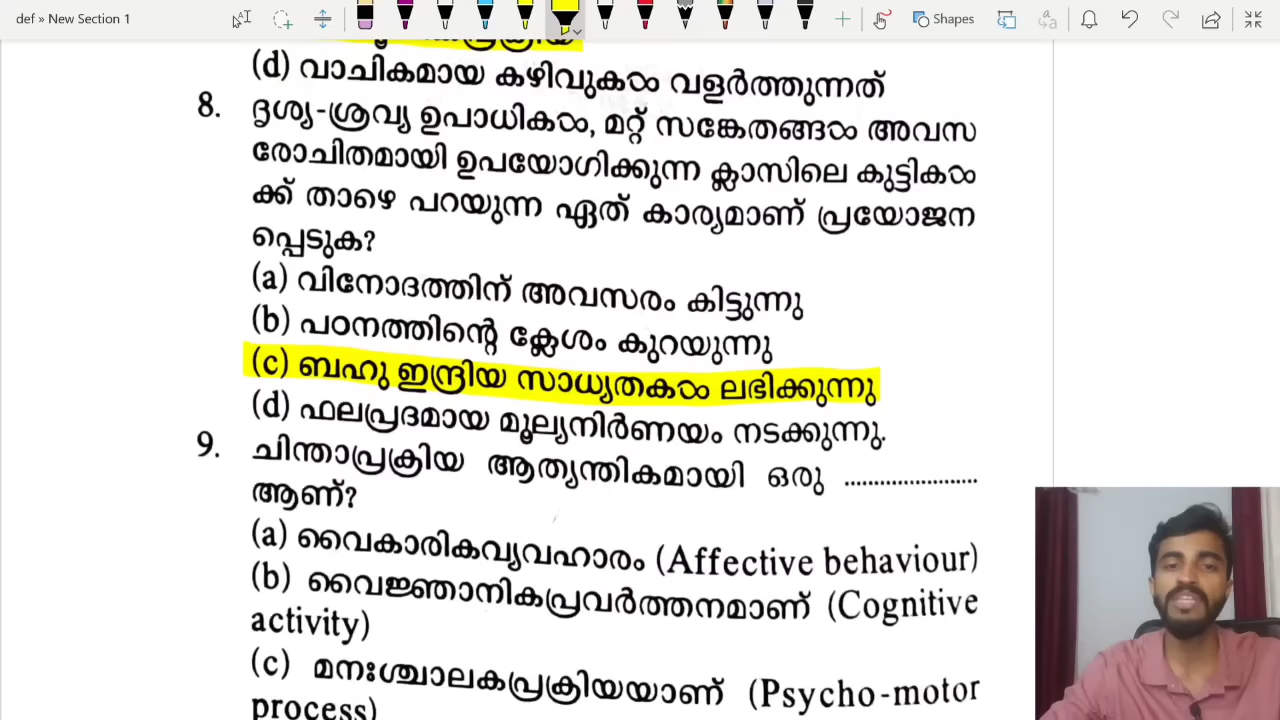 def » New Section 1
Shapes
(d) വാചികമായ കഴിവുകൾ വളർത്തുന്നത്
8. ദൃശ്യ-ശ്രവ്യ ഉപാധികൾ, മറ്റ് സങ്കേതങ്ങൾ അവസ
രോചിതമായി ഉപയോഗിക്കുന്ന ക്ലാസിലെ കുട്ടികൾ
ക്ക് താഴെ പറയുന്ന ഏത് കാര്യമാണ് പ്രയോജന
പ്പെടുക?
(a) വിനോദത്തിന് അവസരം കിട്ടുന്നു
(b) പഠനത്തിന്റെ ക്ലേശം കുറയുന്നു
(c) ബഹു ഇന്ദ്രിയ സാധ്യതകൾ ലഭിക്കുന്നു
(d) ഫലപ്രദമായ മൂല്യനിർണയം നടക്കുന്നു.
9. ചിന്താപ്രക്രിയ ആത്യന്തികമായി ഒരു .......................
ആണ്?
(a) വൈകാരികവ്യവഹാരം (Affective behaviour)
(b) വൈജ്ഞാനികപ്രവർത്തനമാണ് (Cognitive
activity)
(c) മനഃശ്ചാലകപ്രക്രിയയാണ് (Psycho-motor
process)